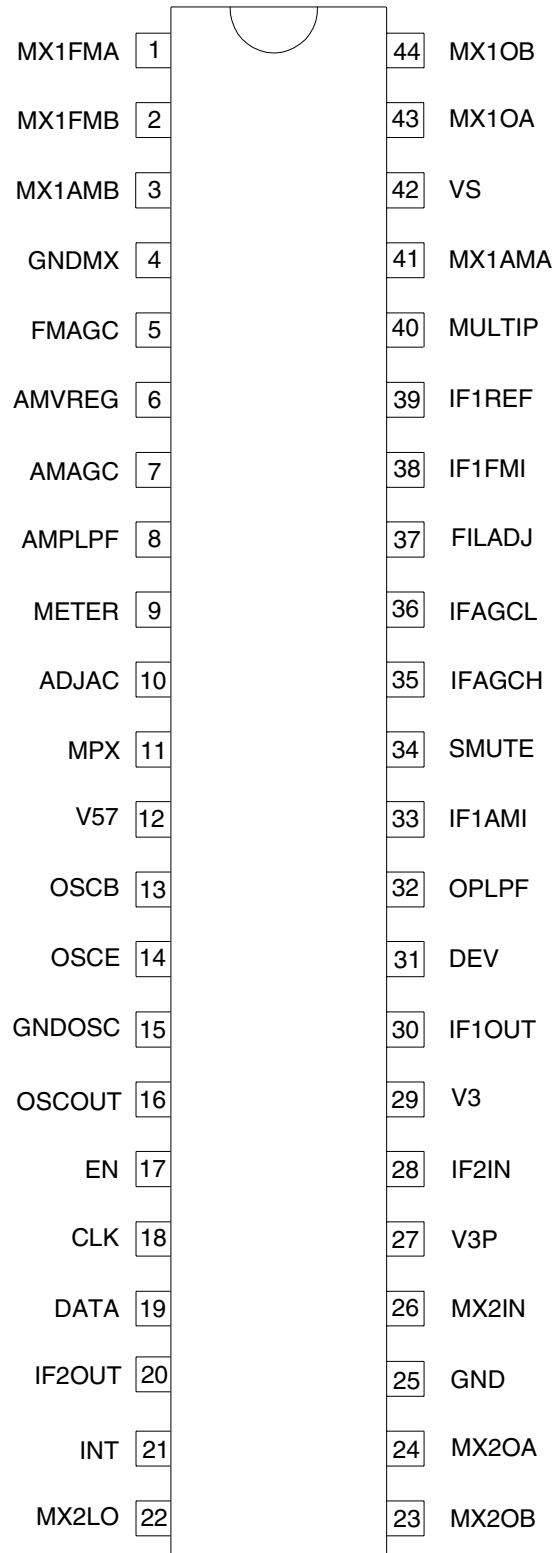 MX1FMA 1 44 MX1OB
MX1FMB 2 43 MX1OA
MX1AMB 3 42 VS
GNDMX 4 41 MX1AMA
FMAGC 5 40 MULTIP
AMVREG 6 39 IF1REF
AMAGC 7 38 IF1FMI
AMPLPF 8 37 FILADJ
METER 9 36 IFAGCL
ADJAC 10 35 IFAGCH
MPX 11 34 SMUTE
V57 12 33 IF1AMI
OSCB 13 32 OPLPF
OSCE 14 31 DEV
GNDOSC 15 30 IF1OUT
OSCOUT 16 29 V3
EN 17 28 IF2IN
CLK 18 27 V3P
DATA 19 26 MX2IN
IF2OUT 20 25 GND
INT 21 24 MX2OA
MX2LO 22 23 MX2OB